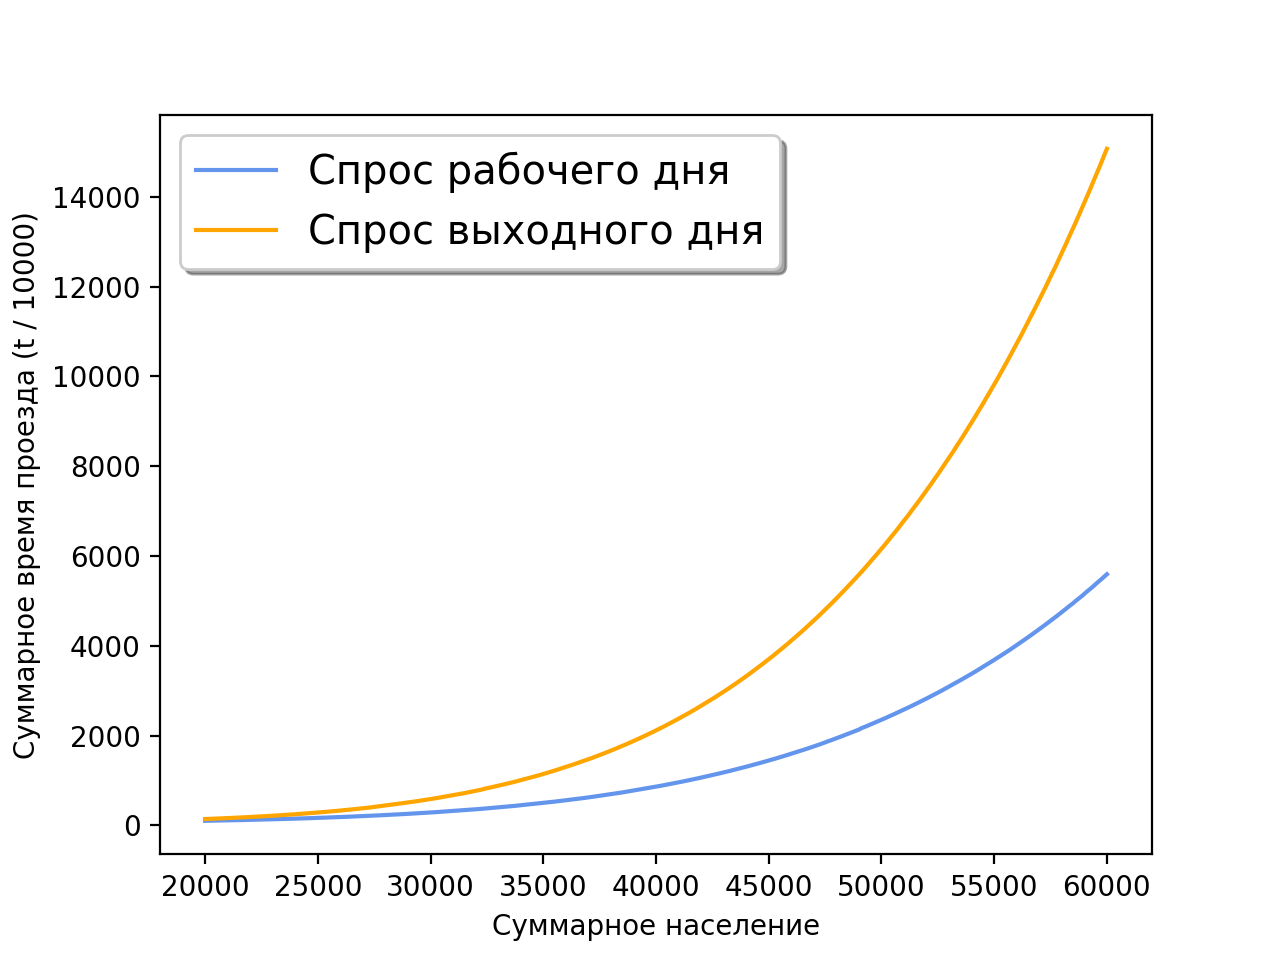 Спрос рабочего дня
Спрос выходного дня
Суммарное время проезда (t / 10000)
14000
12000
10000
8000
6000
4000
2000
0
20000 25000 30000 35000 40000 45000 50000 55000 60000
Суммарное население